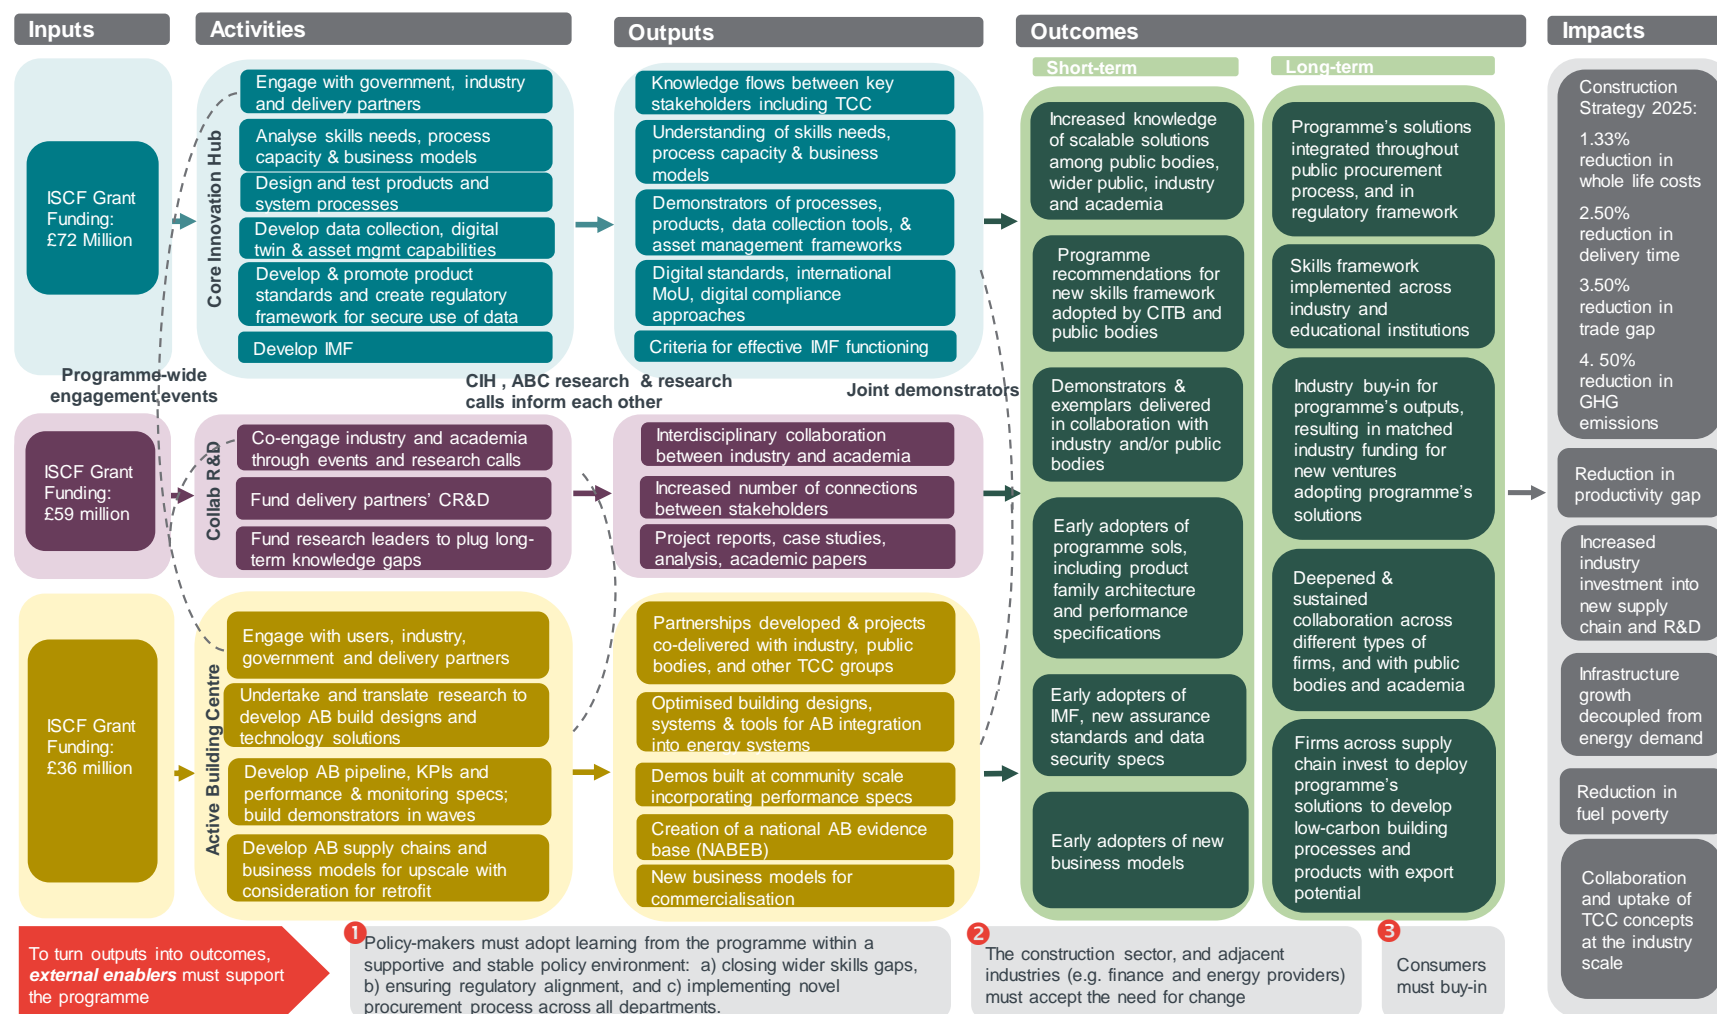 Inputs
Activities
Outputs
Outcomes
Impacts
Short-term
Long-term
ISCF Grant
Funding:
£72 Million
Core Innovation Hub
Engage with government, industry
and delivery partners
Analyse skills needs, process
capacity & business models
Design and test products and
system processes
Develop data collection, digital
twin & asset mgmt capabilities
Develop & promote product
standards and create regulatory
framework for secure use of data
Develop IMF
Knowledge flows between key
stakeholders including TCC
Understanding of skills needs,
process capacity & business
models
Demonstrators of processes,
products, data collection tools, &
asset management frameworks
Digital standards, international
MoU, digital compliance
approaches
Criteria for effective IMF functioning
Programme-wide
engagement events
CIH , ABC research & research
calls inform each other
Joint demonstrators
ISCF Grant
Funding:
£59 million
Collab R&D
Co-engage industry and academia
through events and research calls
Fund delivery partners' CR&D
Fund research leaders to plug long-
term knowledge gaps
Interdisciplinary collaboration
between industry and academia
Increased number of connections
between stakeholders
Project reports, case studies,
analysis, academic papers
ISCF Grant
Funding:
£36 million
Active Building Centre
Engage with users, industry,
government and delivery partners
Undertake and translate research to
develop AB build designs and
technology solutions
Develop AB pipeline, KPIs and
performance & monitoring specs;
build demonstrators in waves
Develop AB supply chains and
business models for upscale with
consideration for retrofit
Partnerships developed & projects
co-delivered with industry, public
bodies, and other TCC groups
Optimised building designs,
systems & tools for AB integration
into energy systems
Demos built at community scale
incorporating performance specs
Creation of a national AB evidence
base (NABEB)
New business models for
commercialisation
Increased knowledge
of scalable solutions
among public bodies,
wider public, industry
and academia
Programme
recommendations for
new skills framework
adopted by CITB and
public bodies
Demonstrators &
exemplars delivered
in collaboration with
industry and/or public
bodies
Early adopters of
programme sols,
including product
family architecture
and performance
specifications
Early adopters of
IMF, new assurance
standards and data
security specs
Early adopters of new
business models
Programme's solutions
integrated throughout
public procurement
process, and in
regulatory framework
Skills framework
implemented across
industry and
educational institutions
Industry buy-in for
programme's outputs,
resulting in matched
industry funding for
new ventures
adopting programme's
solutions
Deepened &
sustained
collaboration across
different types of
firms, and with public
bodies and academia
Firms across supply
chain invest to deploy
programme's
solutions to develop
low-carbon building
processes and
products with export
potential
Construction
Strategy 2025:
1.33%
reduction in
whole life costs
2.50%
reduction in
delivery time
3.50%
reduction in
trade gap
4. 50%
reduction in
GHG
emissions
Reduction in
productivity gap
Increased
industry
investment into
new supply
chain and R&D
Infrastructure
growth
decoupled from
energy demand
Reduction in
fuel poverty
Collaboration
and uptake of
TCC concepts
at the industry
scale
To turn outputs into outcomes,
external enablers must support
the programme
1
Policy-makers must adopt learning from the programme within a
supportive and stable policy environment: a) closing wider skills gaps,
b) ensuring regulatory alignment, and c) implementing novel
procurement process across all departments.
2
The construction sector, and adjacent
industries (e.g. finance and energy providers)
must accept the need for change
3
Consumers
must buy-in